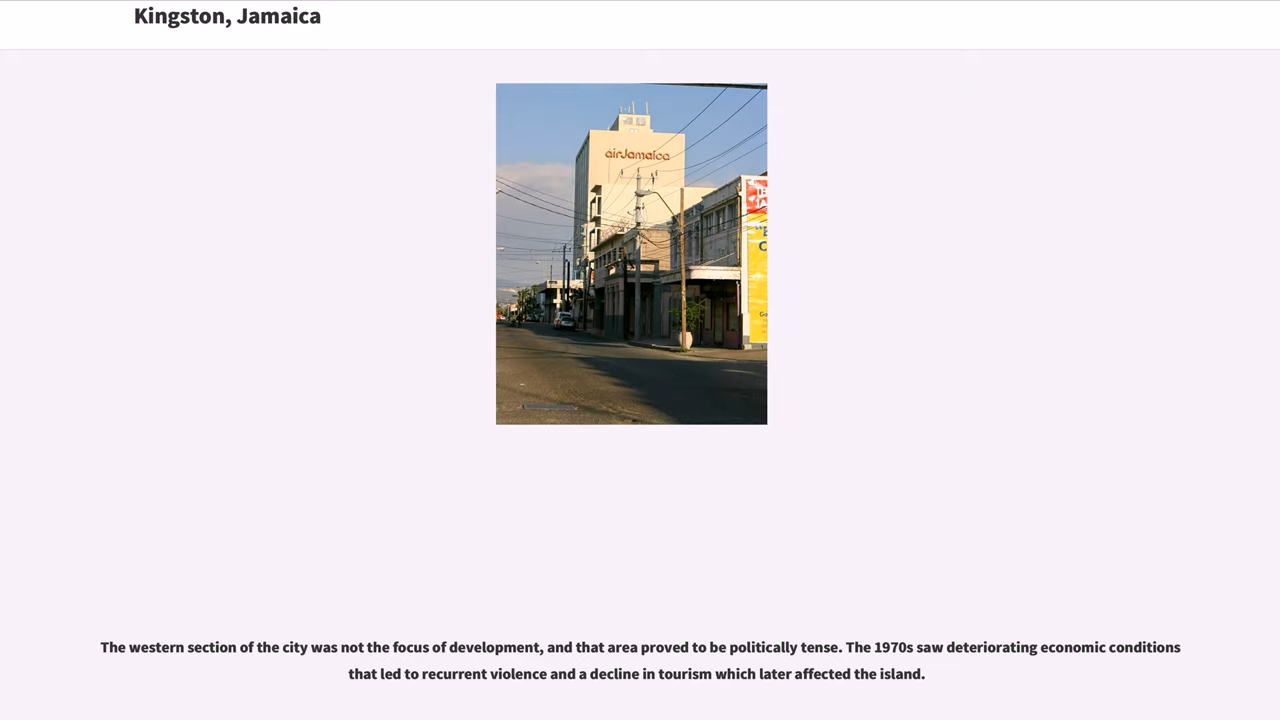 Kingston, Jamaica
airJamaica
The western section of the city was not the focus of development, and that area proved to be politically tense. The 1970s saw deteriorating economic conditions
that led to recurrent violence and a decline in tourism which later affected the island.